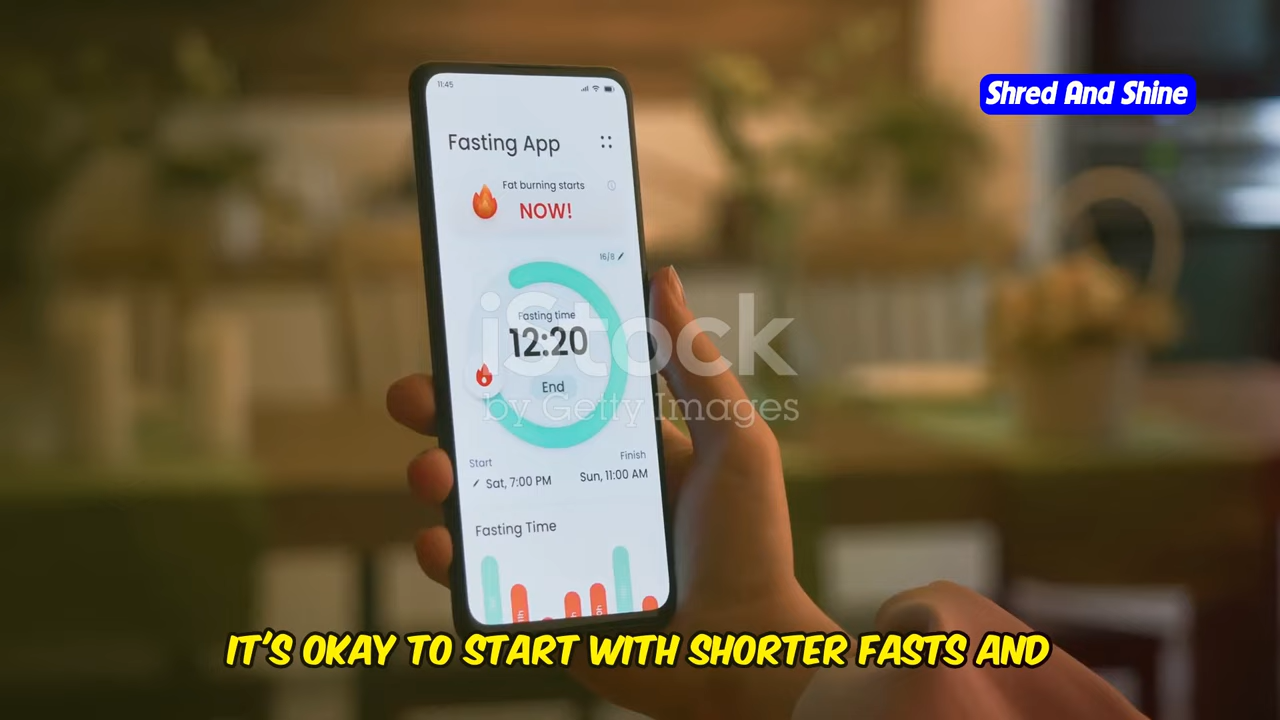 11:45
Shred And Shine
Fasting App
Fat burning starts
NOW!
16/8
Fasting time
12:20
End
iStock
by Getty Images
Start
Finish
Sat, 7:00 PM
Sun, 11:00 AM
Fasting Time
IT'S OKAY TO START WITH SHORTER FASTS AND